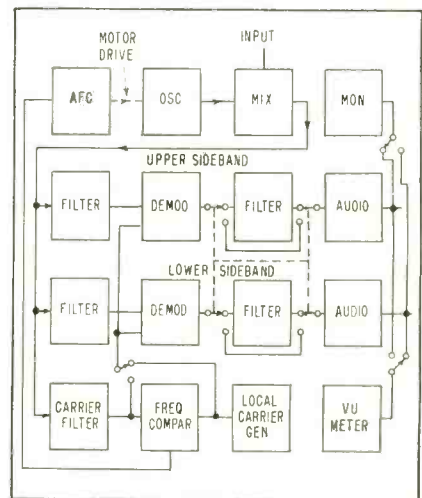 MOTOR
DRIVE
INPUT
AFC
OSC
MIX
MON
UPPER SIDEBAND
FILTER
DEMOD
FILTER
AUDIO
LOWER SIDEBAND
FILTER
DEMOD
FILTER
AUDIO
CARRIER
FILTER
FREQ
COMPAR
LOCAL
CARRIER
GEN
VU
METER